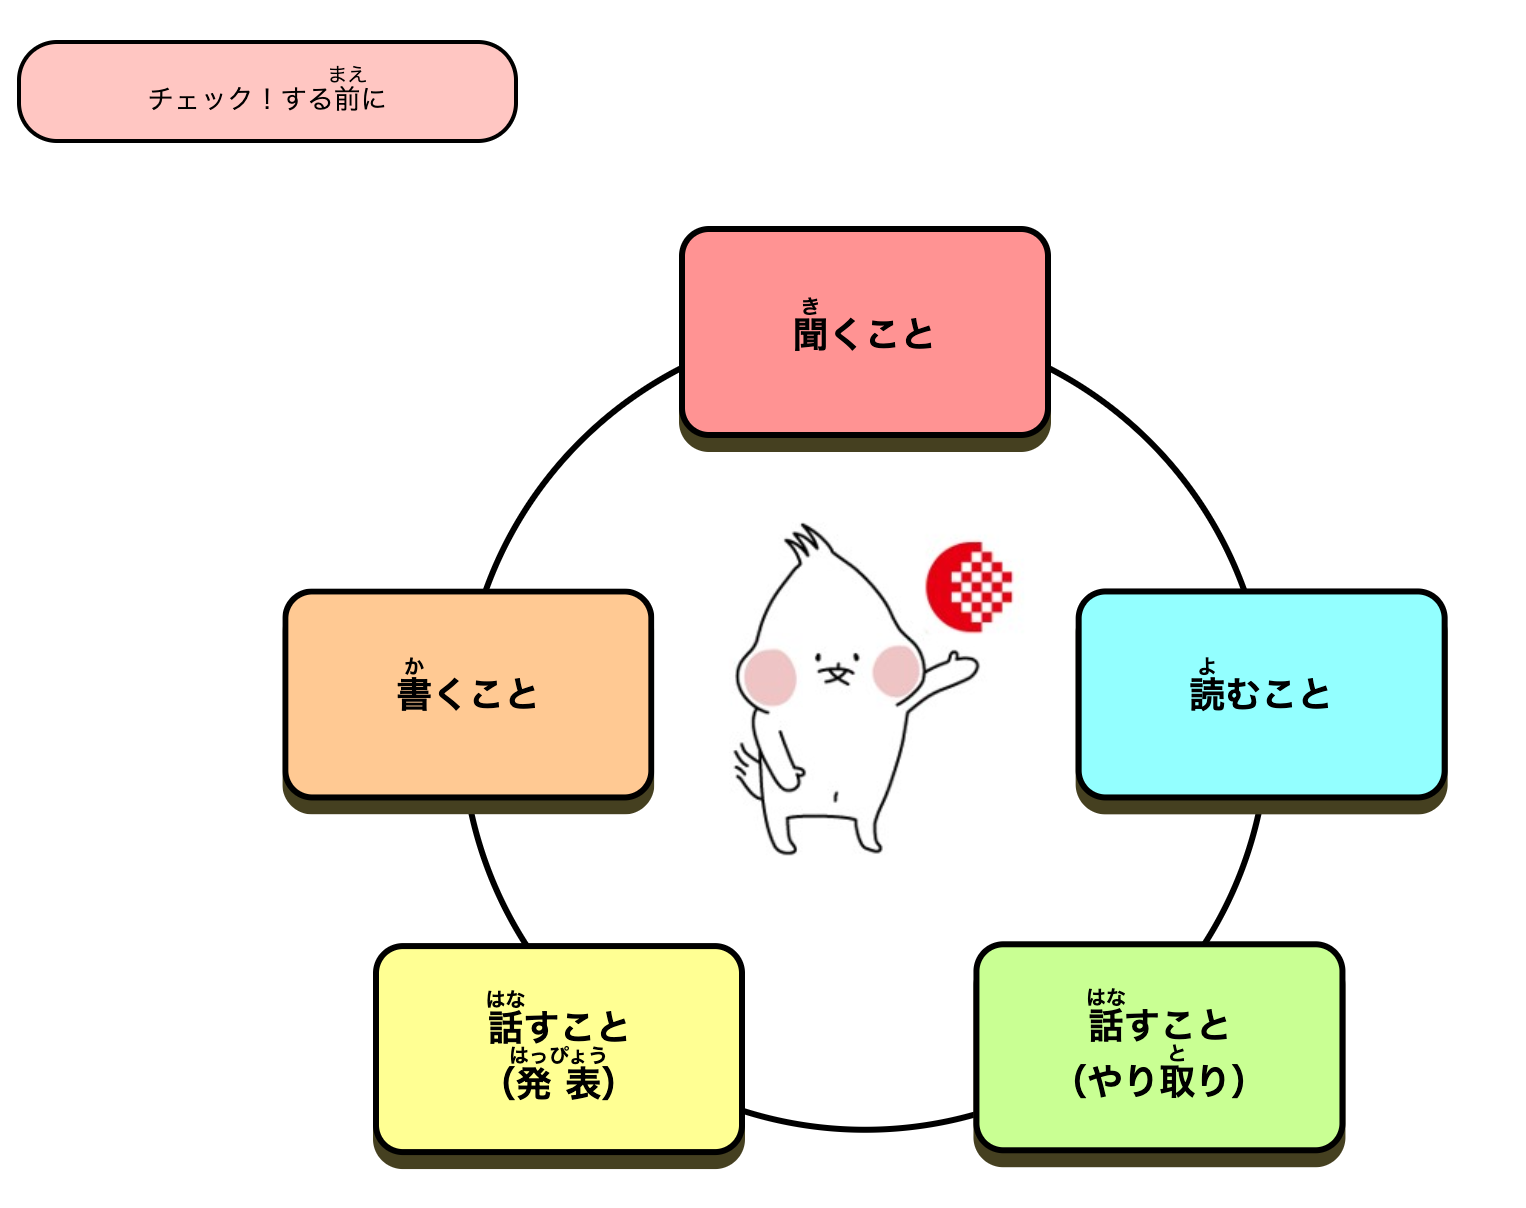 まえ
チェック！する前に
き
聞くこと
か
書くこと
よ
読むこと
はな
話すこと
はっぴょう
（発表）
はな
話すこと
と
（やり取り）